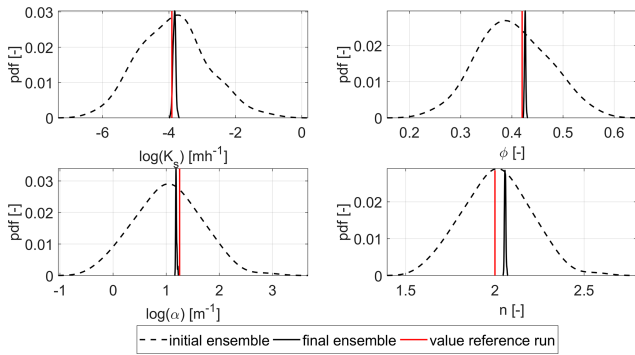 0.03
0.02
0.01
0
pdf [-]
-6 -4 -2 0
log(K_s) [mh^-1]
0.02
0.01
0
pdf [-]
0.2 0.3 0.4 0.5 0.6
ϕ [-]
0.03
0.02
0.01
0
pdf [-]
-1 0 1 2 3
log(α) [m^-1]
0.02
0.01
0
pdf [-]
1.5 2 2.5
n [-]
initial ensemble final ensemble value reference run